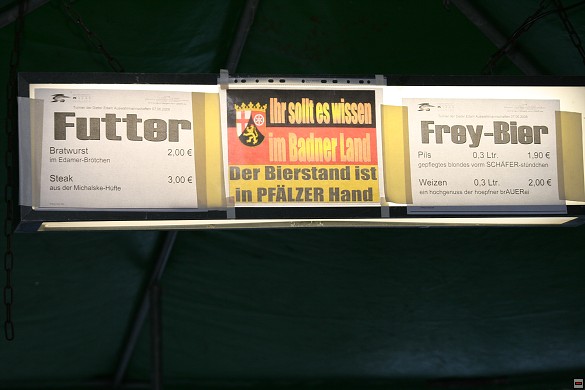 Futter
Bratwurst 2,00 €
im Edamer-Brötchen
Steak 3,00 €
aus der Michalske-Hüfte
Ihr sollt es wissen
im Badner Land
Der Bierstand ist
in PFÄLZER Hand
Frey-Bier
Pils 0.3 Ltr. 1,90 €
gepflegtes blondes vorm SCHÄFER-stündchen
Weizen 0.3 Ltr. 2,00 €
ein hochgenuss der hoepfner brAUERei